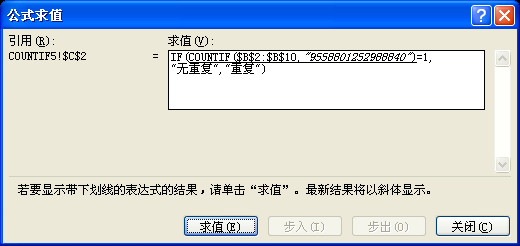 公式求值
引用(R): 求值(V):
COUNTIF5!$C$2 = IF(COUNTIF($B$2:$B$10,"9558801252988840")=1,
"无重复","重复")
若要显示带下划线的表达式的结果，请单击“求值”。最新结果将以斜体显示。
求值(E) 步入(I) 步出(O) 关闭(C)